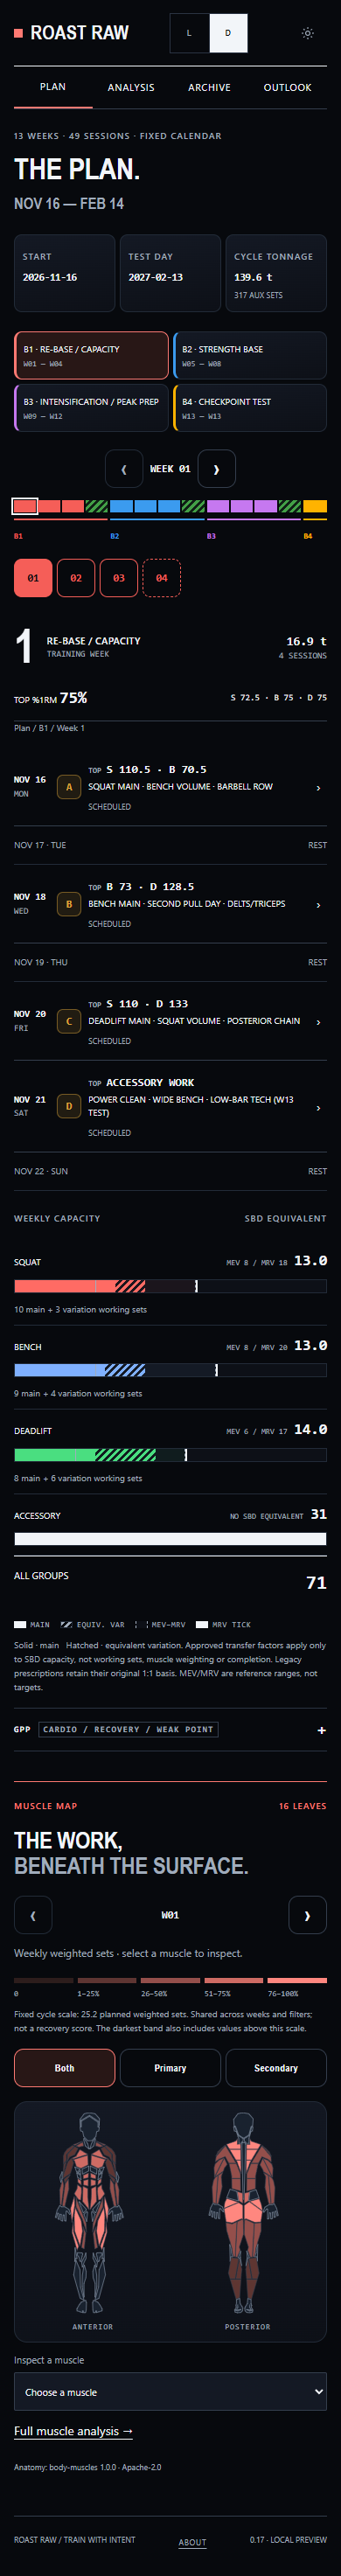 ROAST RAW
L D
PLAN ANALYSIS ARCHIVE OUTLOOK
13 WEEKS · 49 SESSIONS · FIXED CALENDAR
THE PLAN.
NOV 16 — FEB 14
START TEST DAY CYCLE TONNAGE
2026-11-16 2027-02-13 139.6 t
317 AUX SETS
B1 · RE-BASE / CAPACITY B2 · STRENGTH BASE
W01 — W04 W05 — W08
B3 · INTENSIFICATION / PEAK PREP B4 · CHECKPOINT TEST
W09 — W12 W13 — W13
‹ WEEK 01 ›
B1 B2 B3 B4
01 02 03 04
1 RE-BASE / CAPACITY 16.9 t
TRAINING WEEK 4 SESSIONS
TOP %1RM 75% S 72.5 · B 75 · D 75
Plan / B1 / Week 1
TOP S 110.5 · B 70.5
NOV 16 MON A SQUAT MAIN · BENCH VOLUME · BARBELL ROW ›
SCHEDULED
NOV 17 · TUE REST
TOP B 73 · D 128.5
NOV 18 WED B BENCH MAIN · SECOND PULL DAY · DELTS/TRICEPS ›
SCHEDULED
NOV 19 · THU REST
TOP S 110 · D 133
NOV 20 FRI C DEADLIFT MAIN · SQUAT VOLUME · POSTERIOR CHAIN ›
SCHEDULED
TOP ACCESSORY WORK
NOV 21 SAT D POWER CLEAN · WIDE BENCH · LOW-BAR TECH (W13 ›
TEST)
SCHEDULED
NOV 22 · SUN REST
WEEKLY CAPACITY SBD EQUIVALENT
SQUAT MEV 8 / MRV 18 13.0
10 main + 3 variation working sets
BENCH MEV 8 / MRV 20 13.0
9 main + 4 variation working sets
DEADLIFT MEV 6 / MRV 17 14.0
8 main + 6 variation working sets
ACCESSORY NO SBD EQUIVALENT 31
ALL GROUPS 71
MAIN EQUIV. VAR MEV–MRV MRV TICK
Solid · main Hatched · equivalent variation. Approved transfer factors apply only
to SBD capacity, not working sets, muscle weighting or completion. Legacy
prescriptions retain their original 1:1 basis. MEV/MRV are reference ranges, not
targets.
GPP CARDIO / RECOVERY / WEAK POINT +
MUSCLE MAP 16 LEAVES
THE WORK,
BENEATH THE SURFACE.
‹ W01 ›
Weekly weighted sets · select a muscle to inspect.
0 1–25% 26–50% 51–75% 76–100%
Fixed cycle scale: 25.2 planned weighted sets. Shared across weeks and filters;
not a recovery score. The darkest band also includes values above this scale.
Both Primary Secondary
ANTERIOR POSTERIOR
Inspect a muscle
Choose a muscle
Full muscle analysis →
Anatomy: body-muscles 1.0.0 · Apache-2.0
ROAST RAW / TRAIN WITH INTENT ABOUT 0.17 · LOCAL PREVIEW